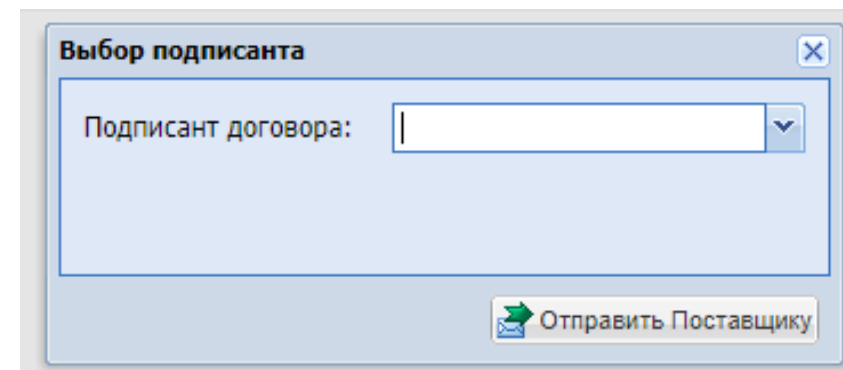 Выбор подписанта
Подписант договора:
Отправить Поставщику